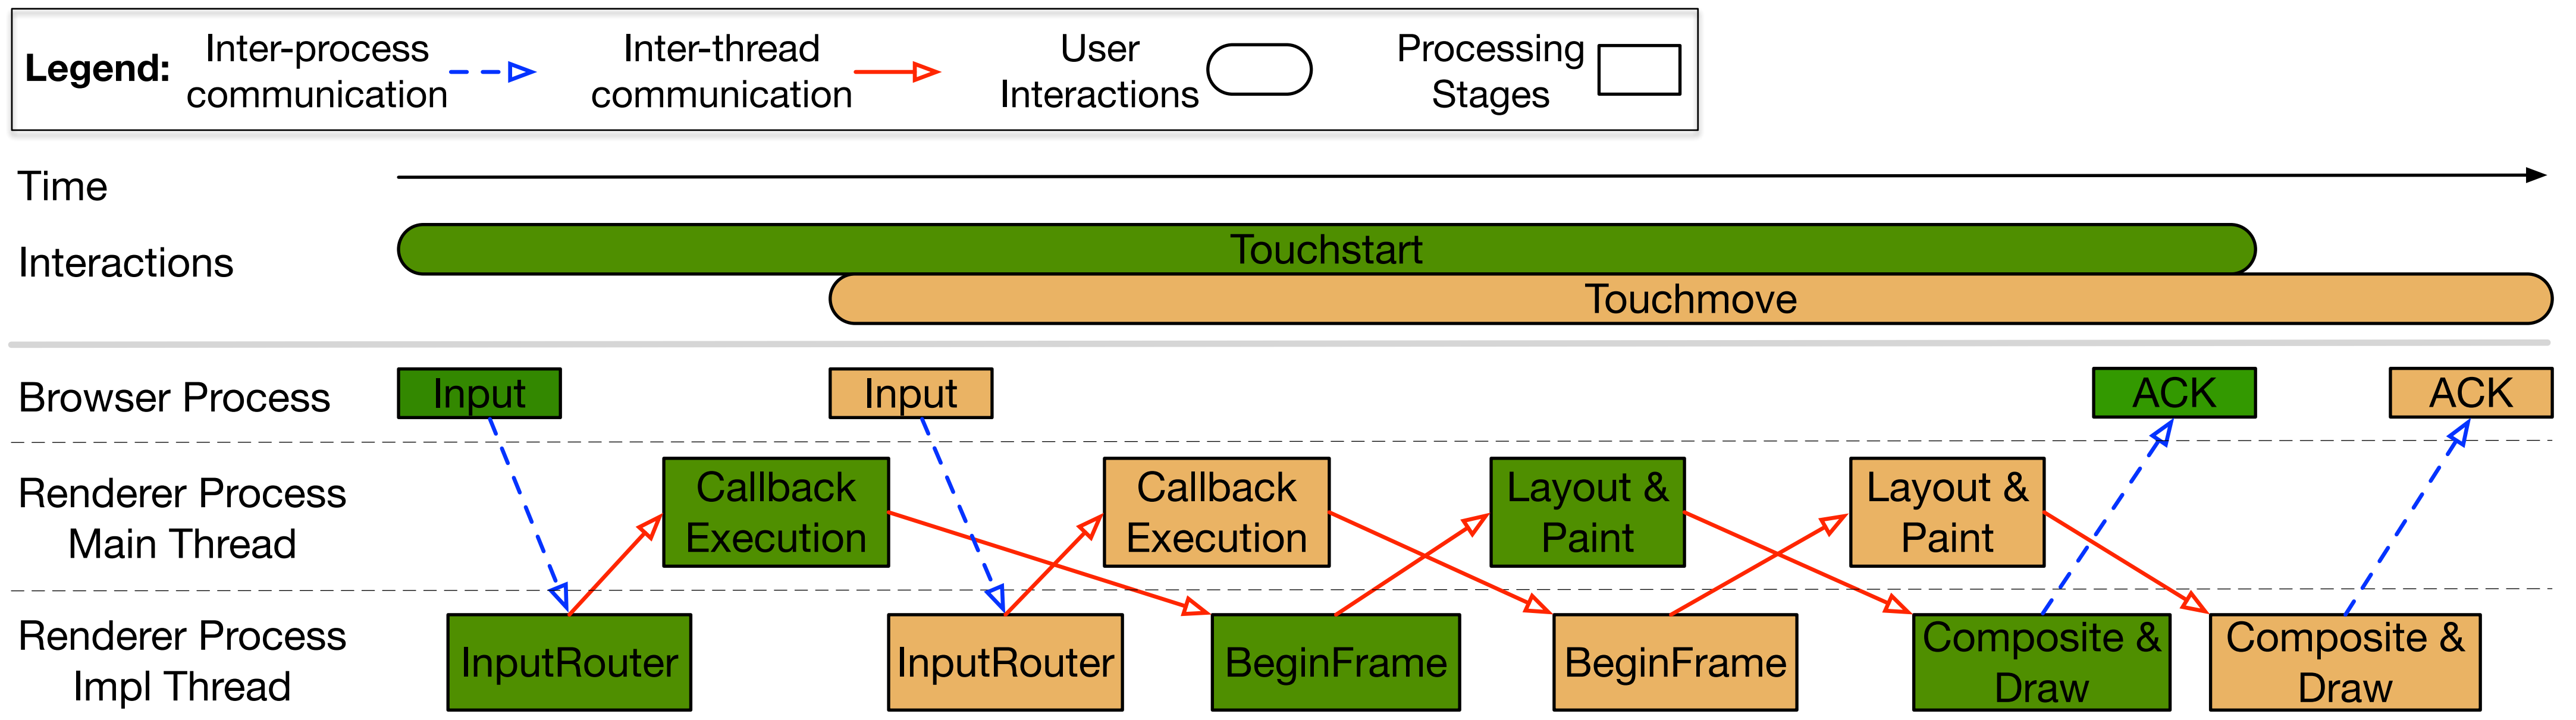 Legend:
Inter-process
communication
Inter-thread
communication
User
Interactions
Processing
Stages
Time
Interactions
Touchstart
Touchmove
Browser Process
Input
Input
ACK
ACK
Renderer Process
Main Thread
Callback
Execution
Callback
Execution
Layout &
Paint
Layout &
Paint
Renderer Process
Impl Thread
InputRouter
InputRouter
BeginFrame
BeginFrame
Composite &
Draw
Composite &
Draw